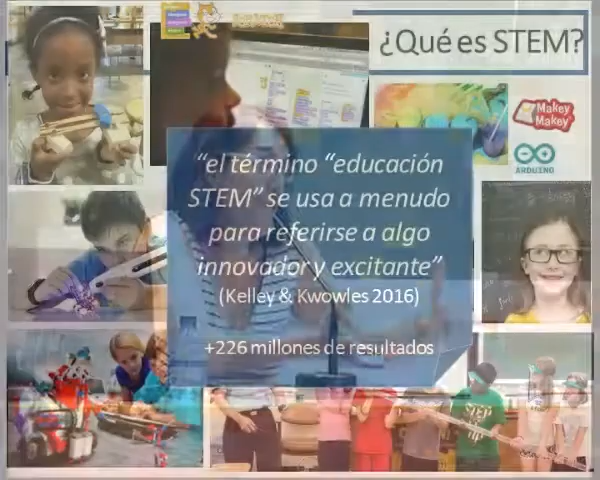 ¿Qué es STEM?
Makey
Makey
ARDUINO
“el término “educación
STEM” se usa a menudo
para referirse a algo
innovador y excitante”
(Kelley & Kwowles 2016)
+226 millones de resultados